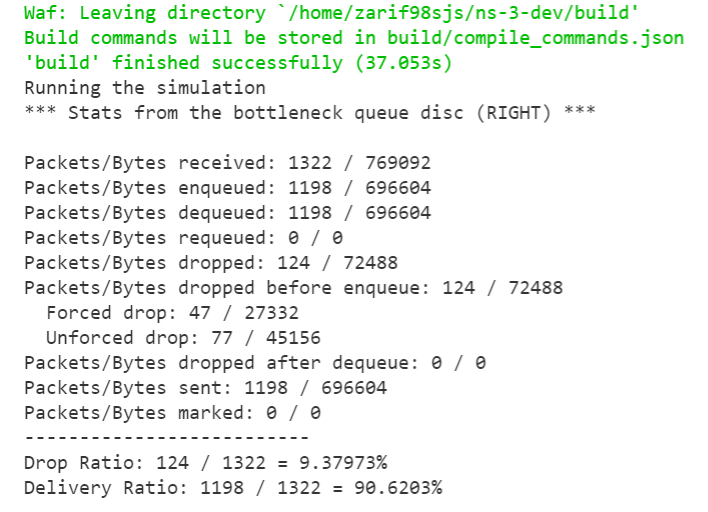 Waf: Leaving directory `/home/zarif98sjs/ns-3-dev/build'
Build commands will be stored in build/compile_commands.json
'build' finished successfully (37.053s)
Running the simulation
*** Stats from the bottleneck queue disc (RIGHT) ***
Packets/Bytes received: 1322 / 769092
Packets/Bytes enqueued: 1198 / 696604
Packets/Bytes dequeued: 1198 / 696604
Packets/Bytes requeued: 0 / 0
Packets/Bytes dropped: 124 / 72488
Packets/Bytes dropped before enqueue: 124 / 72488
  Forced drop: 47 / 27332
  Unforced drop: 77 / 45156
Packets/Bytes dropped after dequeue: 0 / 0
Packets/Bytes sent: 1198 / 696604
Packets/Bytes marked: 0 / 0
--------------------------
Drop Ratio: 124 / 1322 = 9.37973%
Delivery Ratio: 1198 / 1322 = 90.6203%